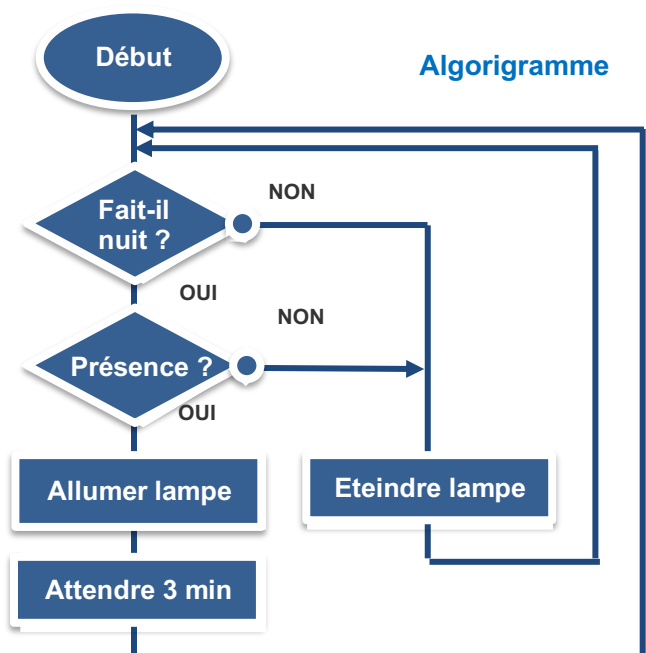 Début
Algorigramme
Fait-il
nuit ?
NON
OUI
Présence ?
NON
OUI
Allumer lampe
Eteindre lampe
Attendre 3 min